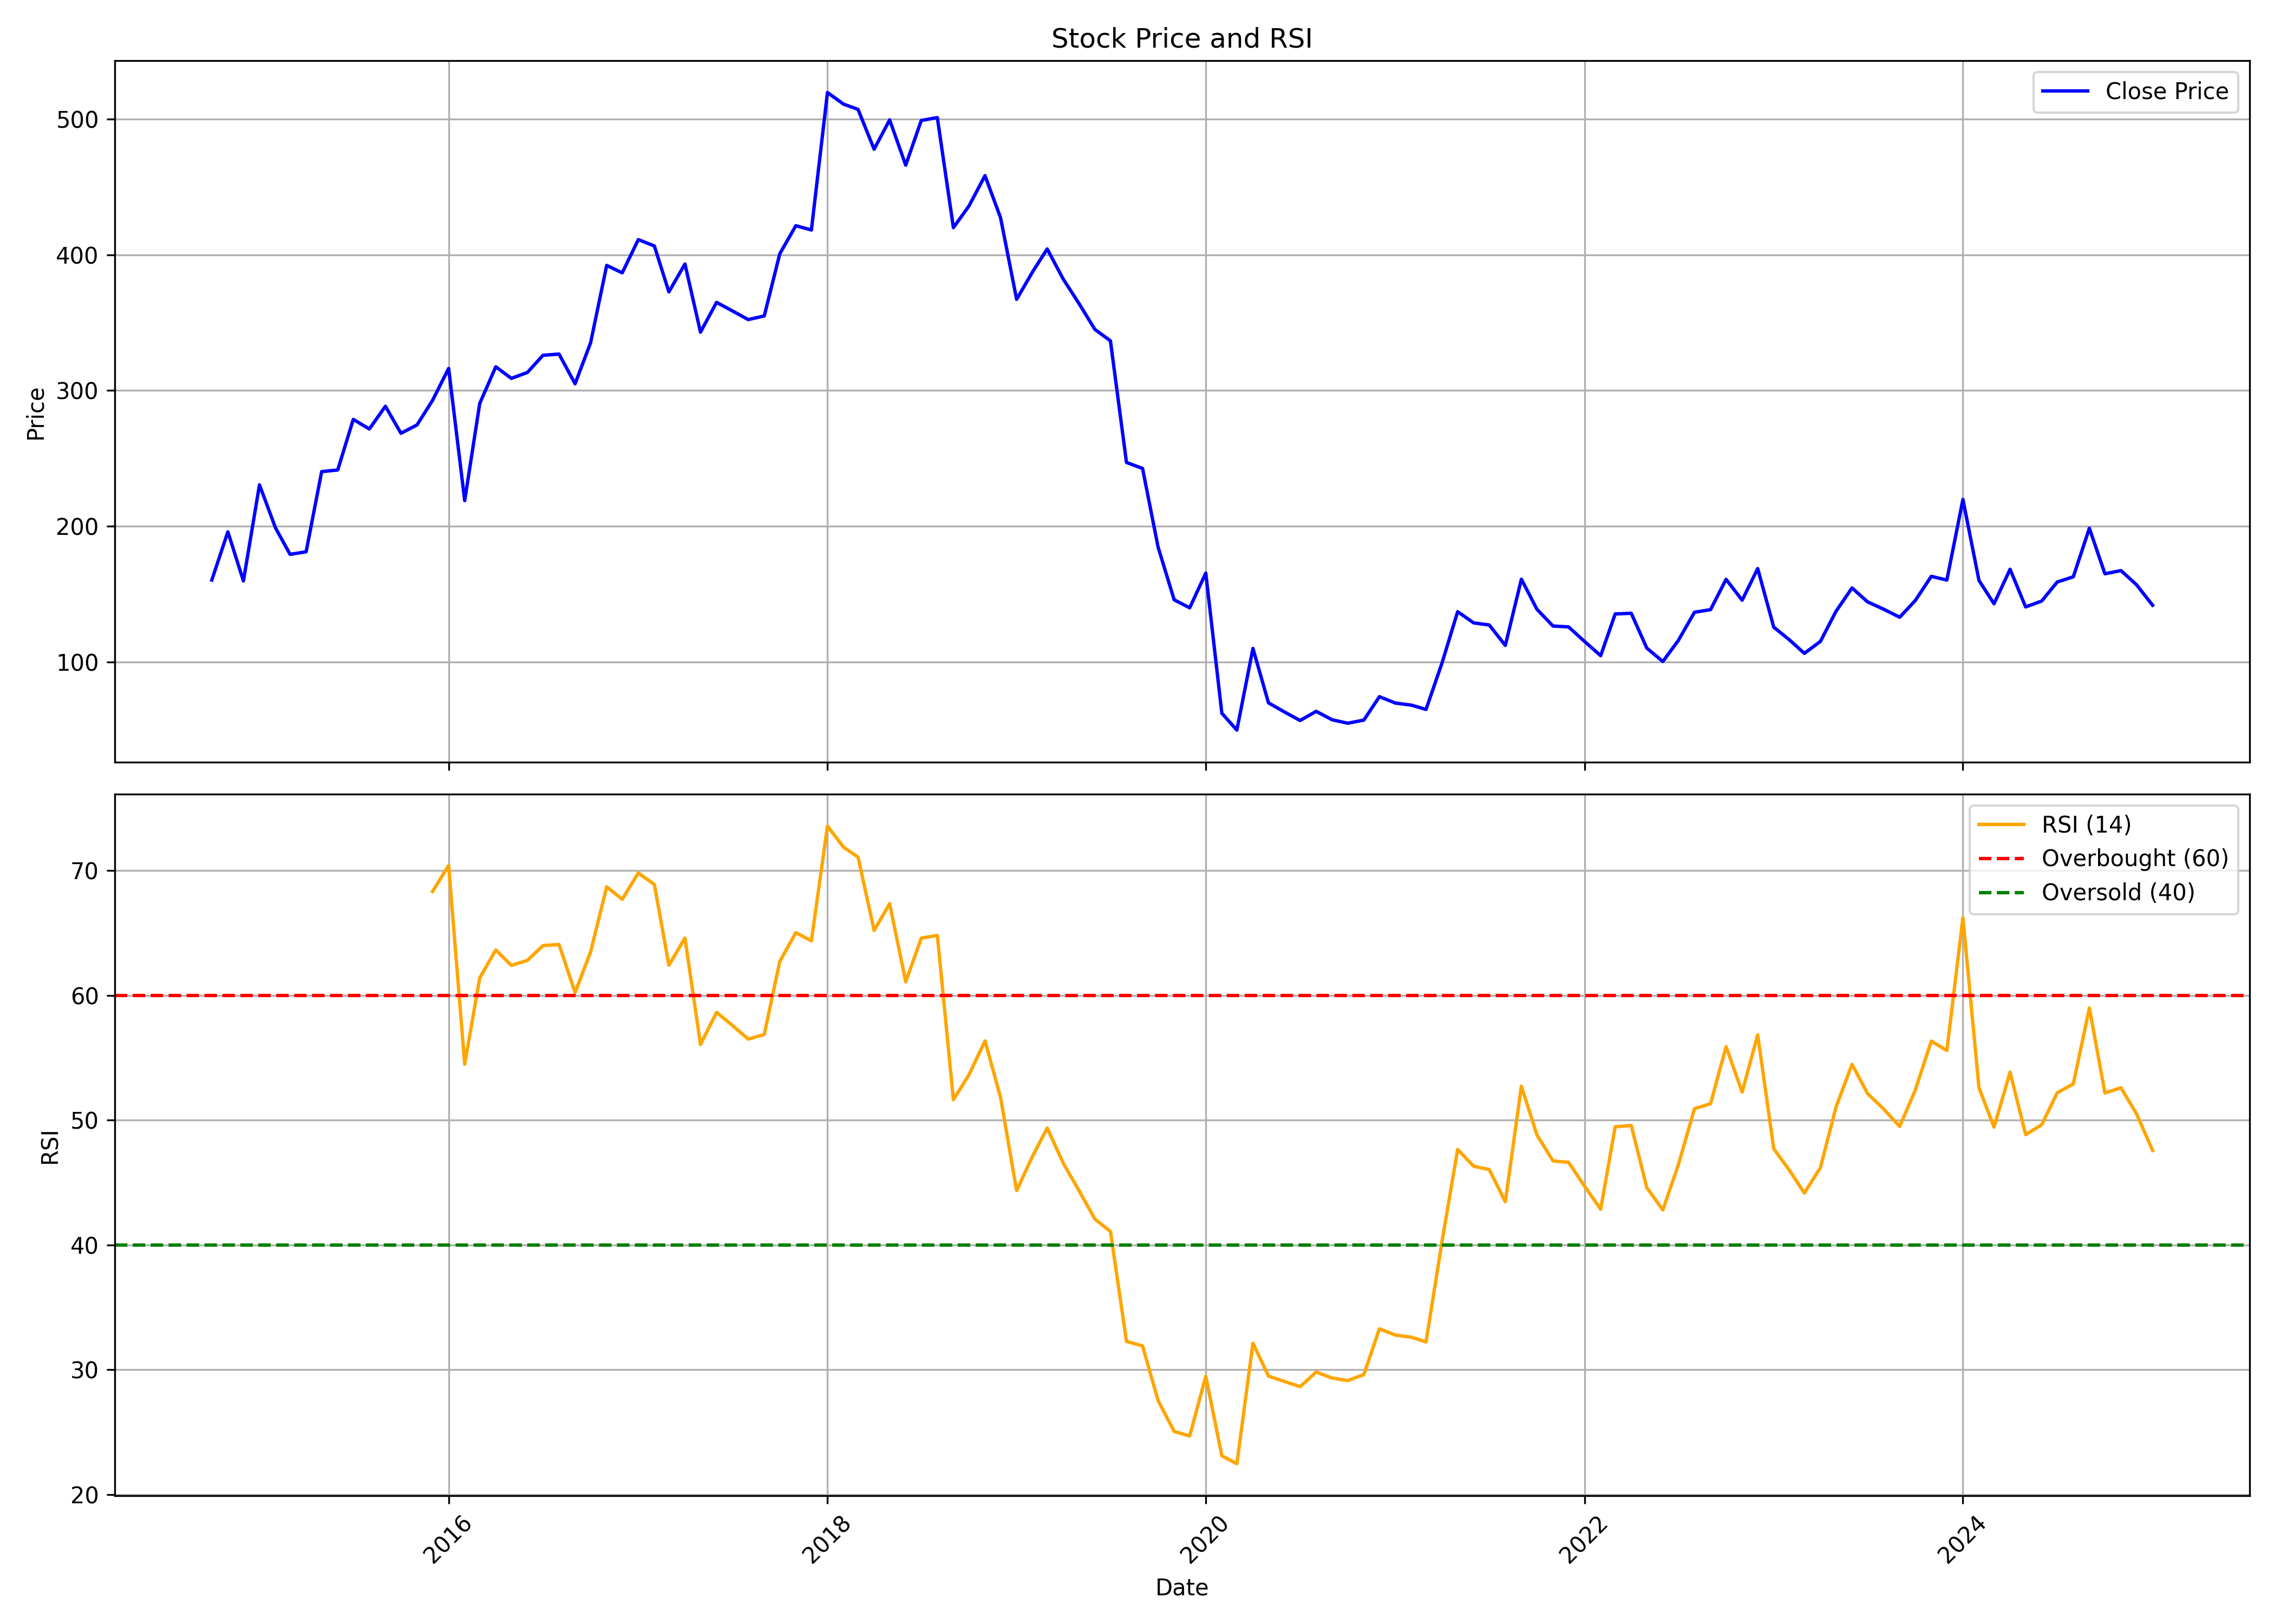 Stock Price and RSI
Close Price
500
400
300
200
100
Price
RSI (14)
Overbought (60)
Oversold (40)
70
60
50
40
30
20
RSI
2016
2018
2020
2022
2024
Date